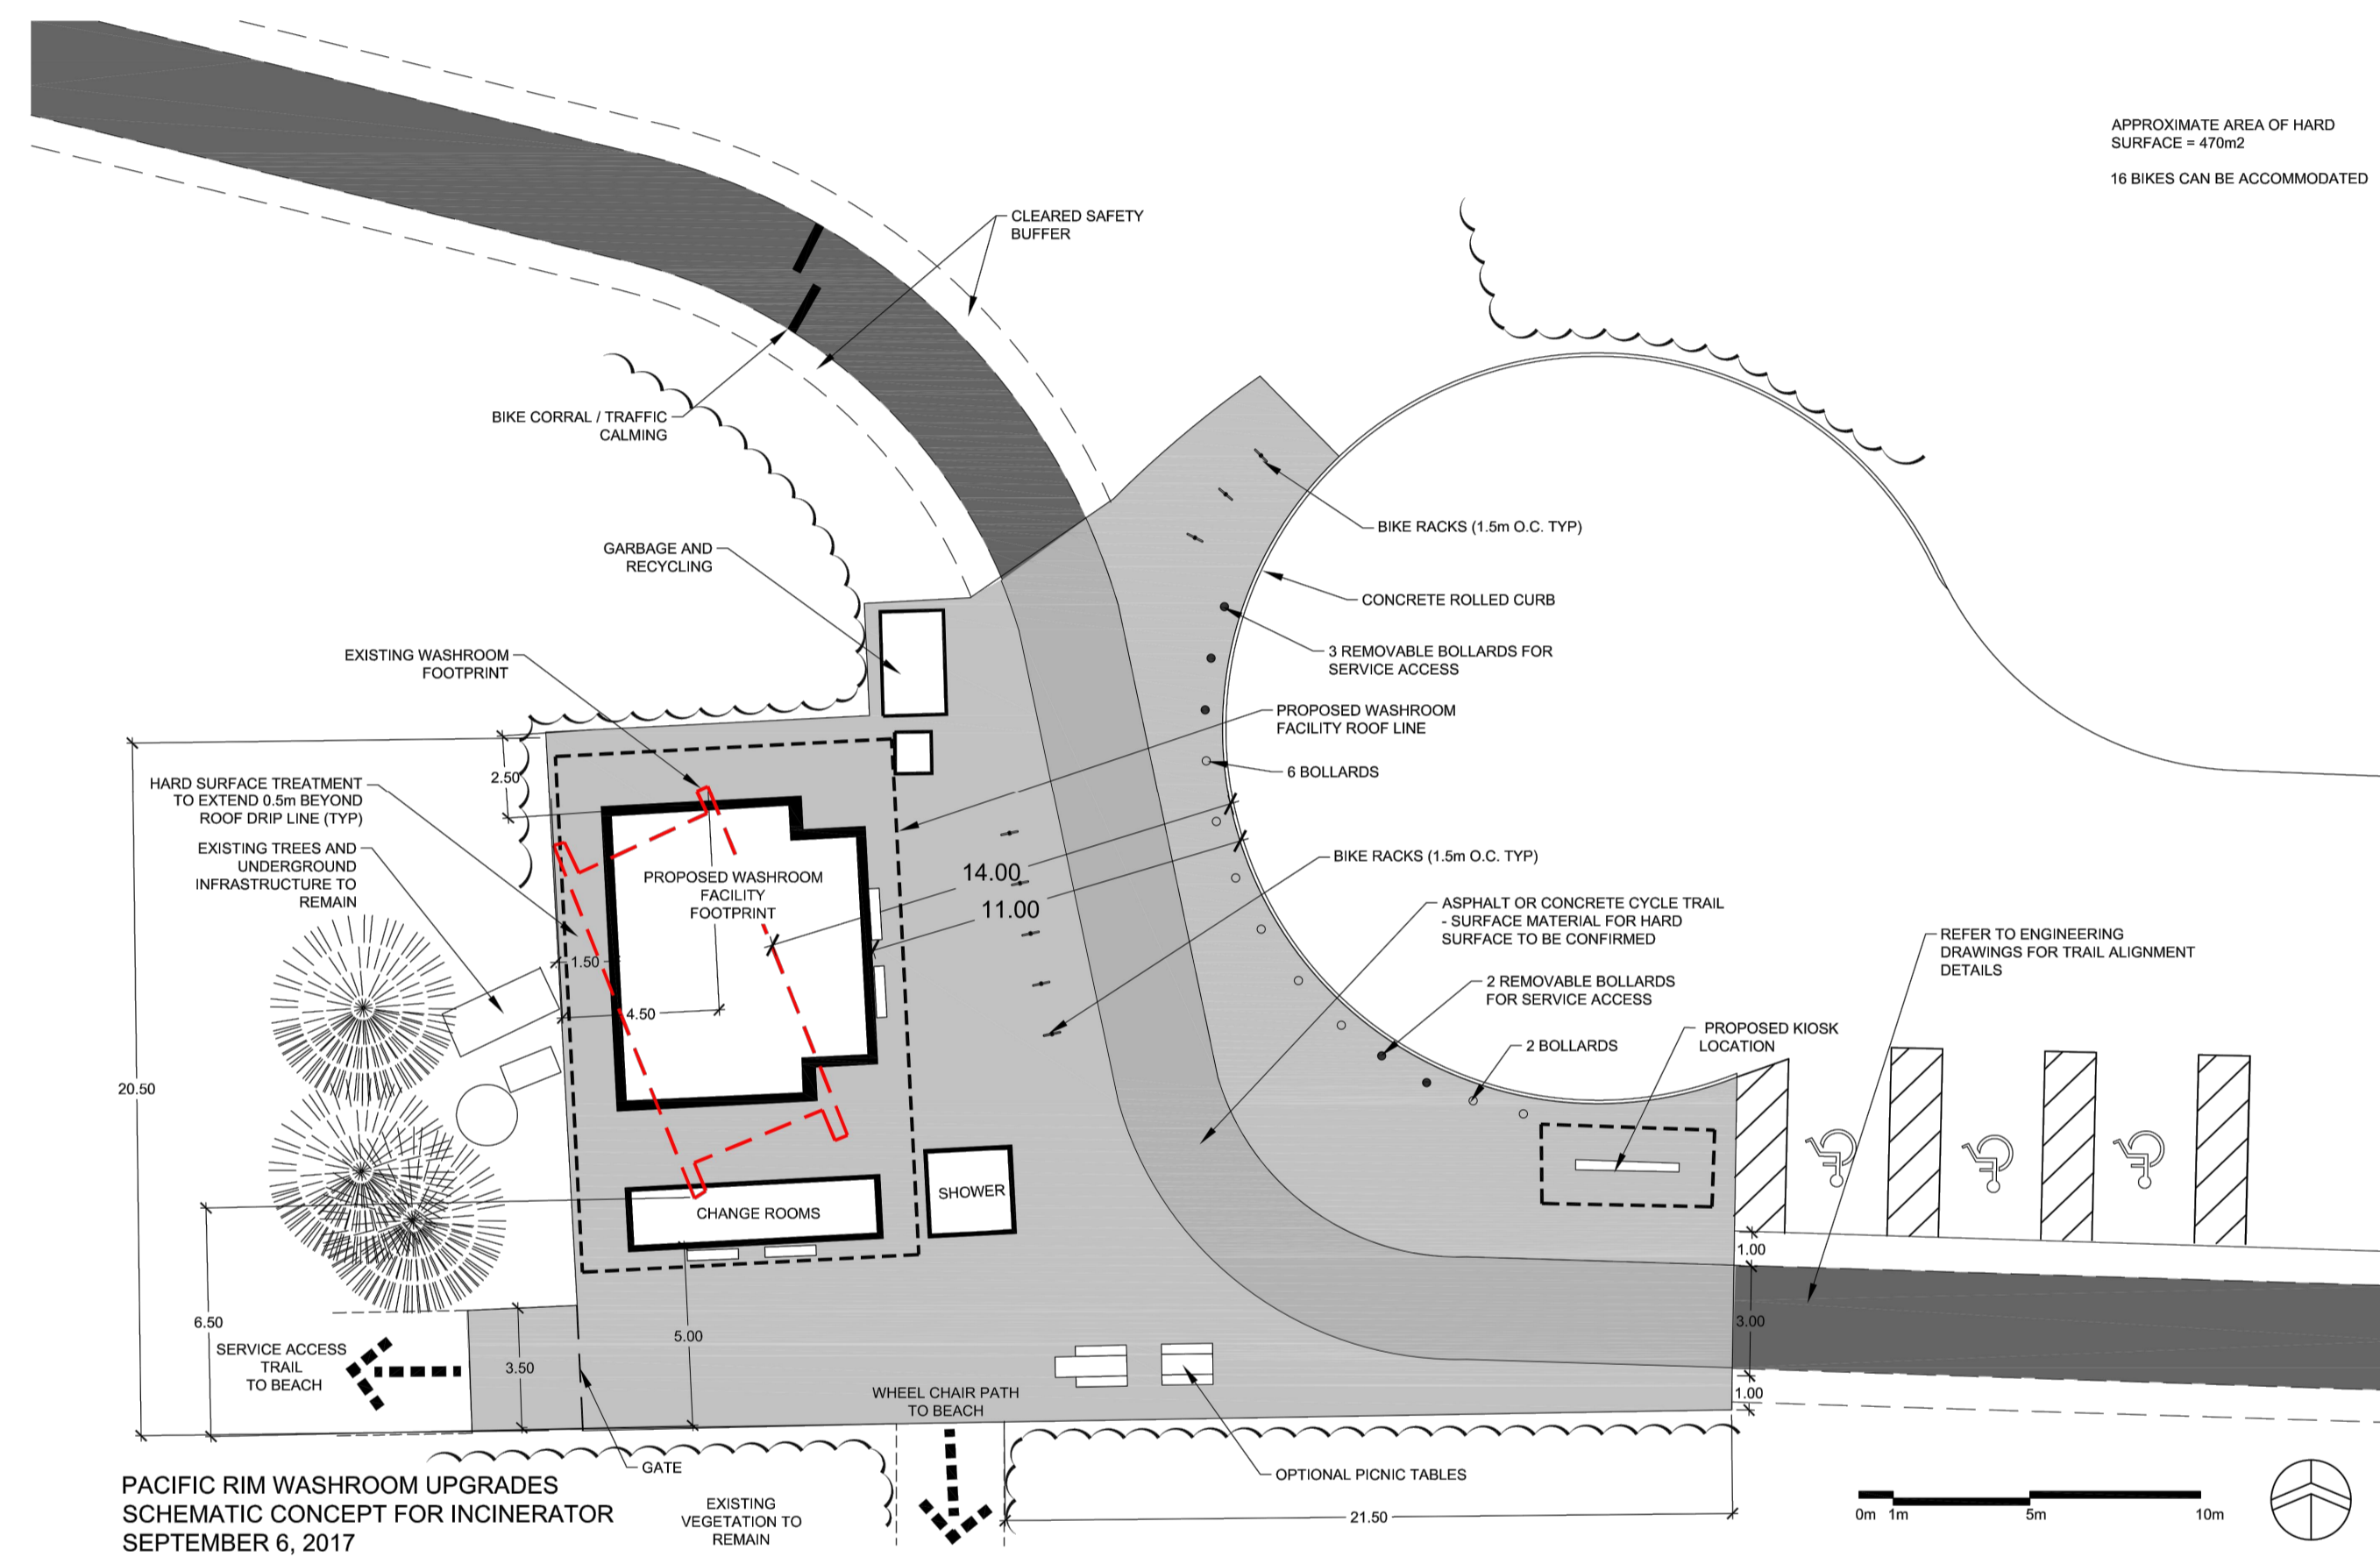 APPROXIMATE AREA OF HARD
SURFACE = 470m2
16 BIKES CAN BE ACCOMMODATED
CLEARED SAFETY
BUFFER
BIKE CORRAL / TRAFFIC
CALMING
BIKE RACKS (1.5m O.C. TYP)
GARBAGE AND
RECYCLING
CONCRETE ROLLED CURB
EXISTING WASHROOM
FOOTPRINT
3 REMOVABLE BOLLARDS FOR
SERVICE ACCESS
PROPOSED WASHROOM
FACILITY ROOF LINE
6 BOLLARDS
2.50
HARD SURFACE TREATMENT
TO EXTEND 0.5m BEYOND
ROOF DRIP LINE (TYP)
EXISTING TREES AND
UNDERGROUND
INFRASTRUCTURE TO
REMAIN
PROPOSED WASHROOM
FACILITY
FOOTPRINT
14.00
11.00
BIKE RACKS (1.5m O.C. TYP)
ASPHALT OR CONCRETE CYCLE TRAIL
- SURFACE MATERIAL FOR HARD
SURFACE TO BE CONFIRMED
REFER TO ENGINEERING
DRAWINGS FOR TRAIL ALIGNMENT
DETAILS
1.50
4.50
2 REMOVABLE BOLLARDS
FOR SERVICE ACCESS
PROPOSED KIOSK
LOCATION
2 BOLLARDS
20.50
SHOWER
CHANGE ROOMS
1.00
3.00
1.00
6.50
5.00
3.50
SERVICE ACCESS
TRAIL
TO BEACH
WHEEL CHAIR PATH
TO BEACH
GATE
OPTIONAL PICNIC TABLES
EXISTING
VEGETATION TO
REMAIN
21.50
0m 1m 5m 10m
PACIFIC RIM WASHROOM UPGRADES
SCHEMATIC CONCEPT FOR INCINERATOR
SEPTEMBER 6, 2017